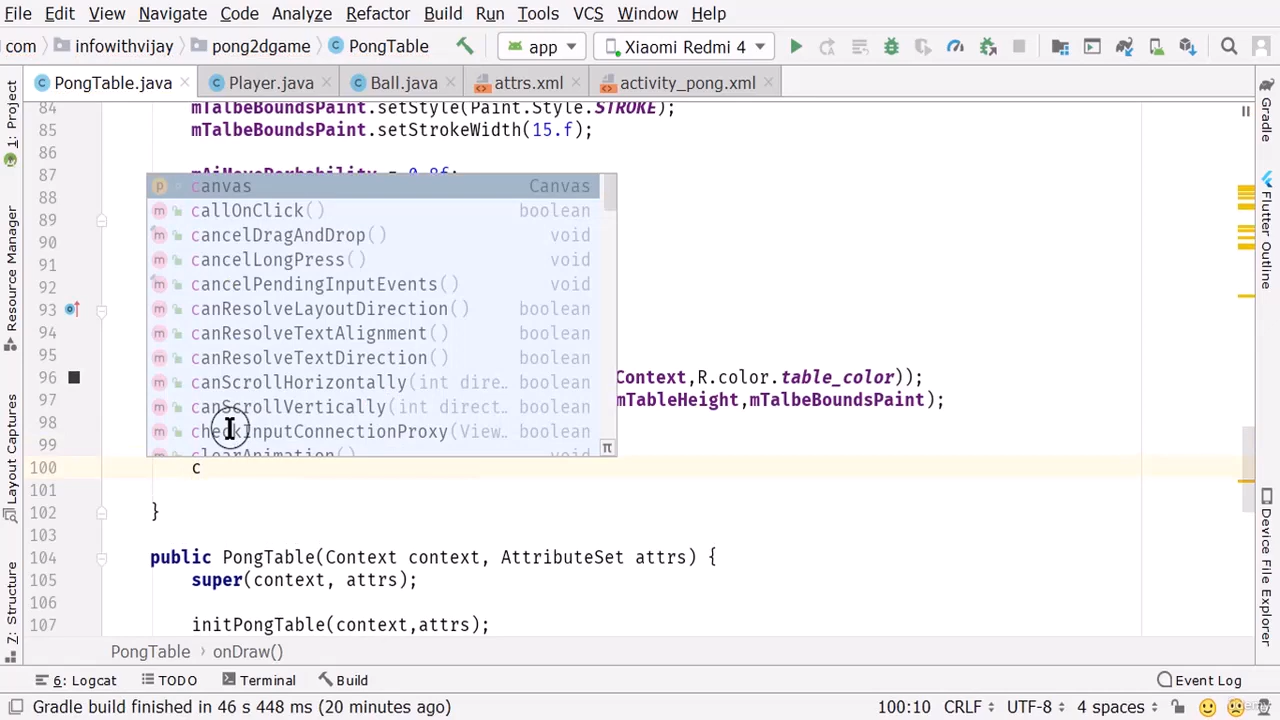 File Edit View Navigate Code Analyze Refactor Build Run Tools VCS Window Help
com infowithvijay pong2dgame PongTable app Xiaomi Redmi 4
PongTable.java Player.java Ball.java attrs.xml activity_pong.xml
1: Project
Resource Manager
Layout Captures
Z: Structure
84 mTalbeBoundsPaint.setStyle(Paint.Style.STROKE);
85 mTalbeBoundsPaint.setStrokeWidth(15.f);
86
87 mAiMovePorbability = 0.8f;
88
89
90
91
92
93
94
95
96 Context,R.color.table_color));
97 mTableHeight,mTalbeBoundsPaint);
98
99
canvas Canvas
callOnClick() boolean
cancelDragAndDrop() void
cancelLongPress() void
cancelPendingInputEvents() void
canResolveLayoutDirection() boolean
canResolveTextAlignment() boolean
canResolveTextDirection() boolean
canScrollHorizontally(int dire… boolean
canScrollVertically(int direct… boolean
checkInputConnectionProxy(View… boolean
clearAnimation() void
π
100 c
101
102 }
103
104 public PongTable(Context context, AttributeSet attrs) {
105 super(context, attrs);
106
107 initPongTable(context,attrs);
Gradle
Flutter Outline
Device File Explorer
PongTable › onDraw()
6: Logcat TODO Terminal Build Event Log
Gradle build finished in 46 s 448 ms (20 minutes ago) 100:10 CRLF UTF-8 4 spaces